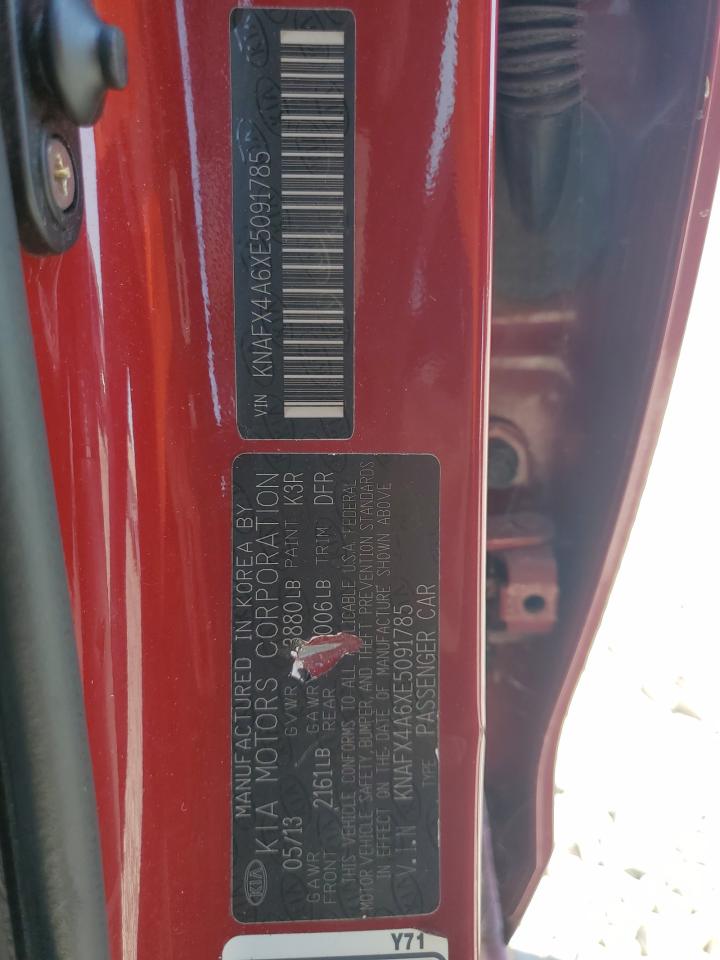 VIN KNAFX4A6XE5091785
MANUFACTURED IN KOREA BY
KIA KIA MOTORS CORPORATION
05/13 GVWR 3880LB PAINT K3R
GAWR FRONT 2161LB GAWR REAR 006LB TRIM DFR
THIS VEHICLE CONFORMS TO ALL U.S.A. FEDERAL
MOTOR VEHICLE SAFETY, BUMPER, AND THEFT PREVENTION STANDARDS
IN EFFECT ON THE DATE OF MANUFACTURE SHOWN ABOVE
V.I.N KNAFX4A6XE5091785
TYPE PASSENGER CAR
Y71